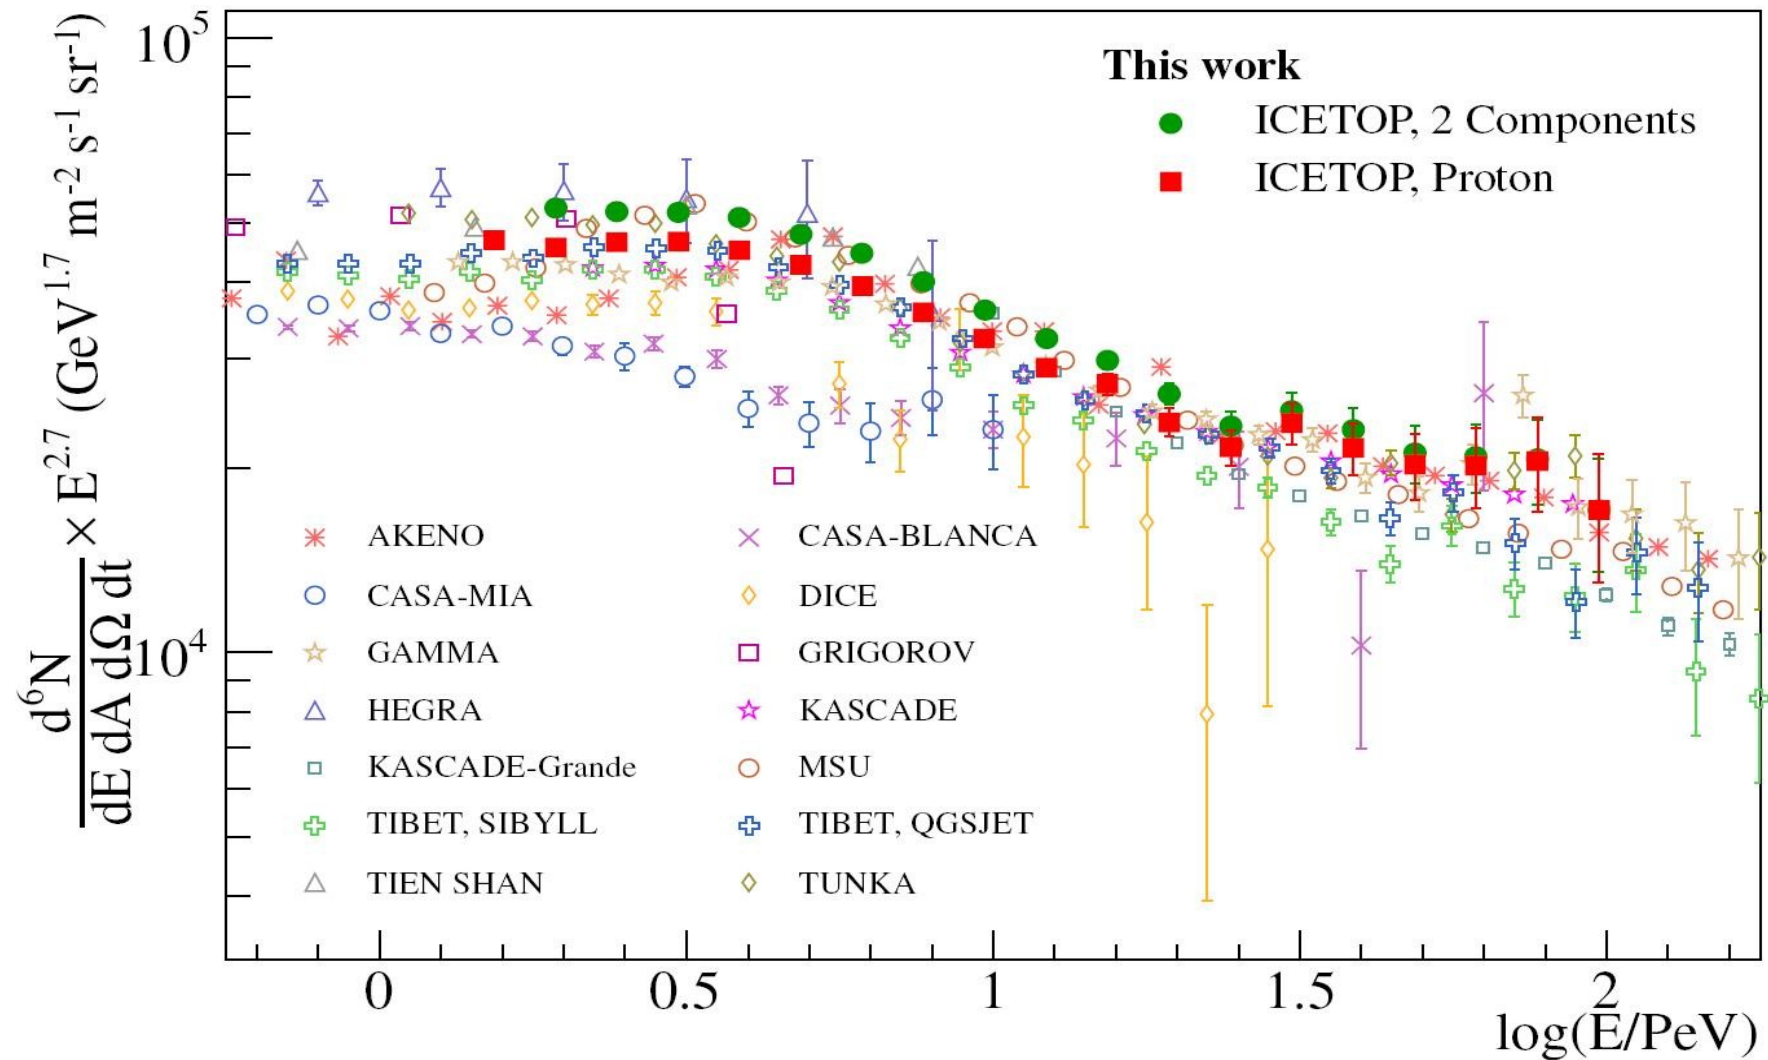 10^5
This work
ICETOP, 2 Components
ICETOP, Proton
d^6N / dE dA dΩ dt × E^2.7 (GeV^1.7 m^-2 s^-1 sr^-1)
AKENO
CASA-BLANCA
CASA-MIA
DICE
GAMMA
GRIGOROV
10^4
HEGRA
KASCADE
KASCADE-Grande
MSU
TIBET, SIBYLL
TIBET, QGSJET
TIEN SHAN
TUNKA
0 0.5 1 1.5 2
log(E/PeV)